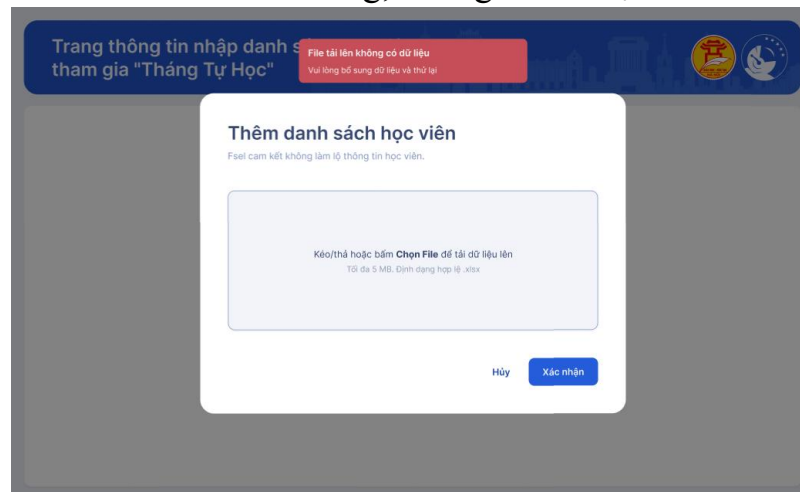 Trang thông tin nhập danh s
tham gia "Tháng Tự Học"
File tải lên không có dữ liệu
Vui lòng bổ sung dữ liệu và thử lại
Thêm danh sách học viên
Fsel cam kết không làm lộ thông tin học viên.
Kéo/thả hoặc bấm Chọn File để tải dữ liệu lên
Tối đa 5 MB. Định dạng hợp lệ .xlsx
Hủy
Xác nhận